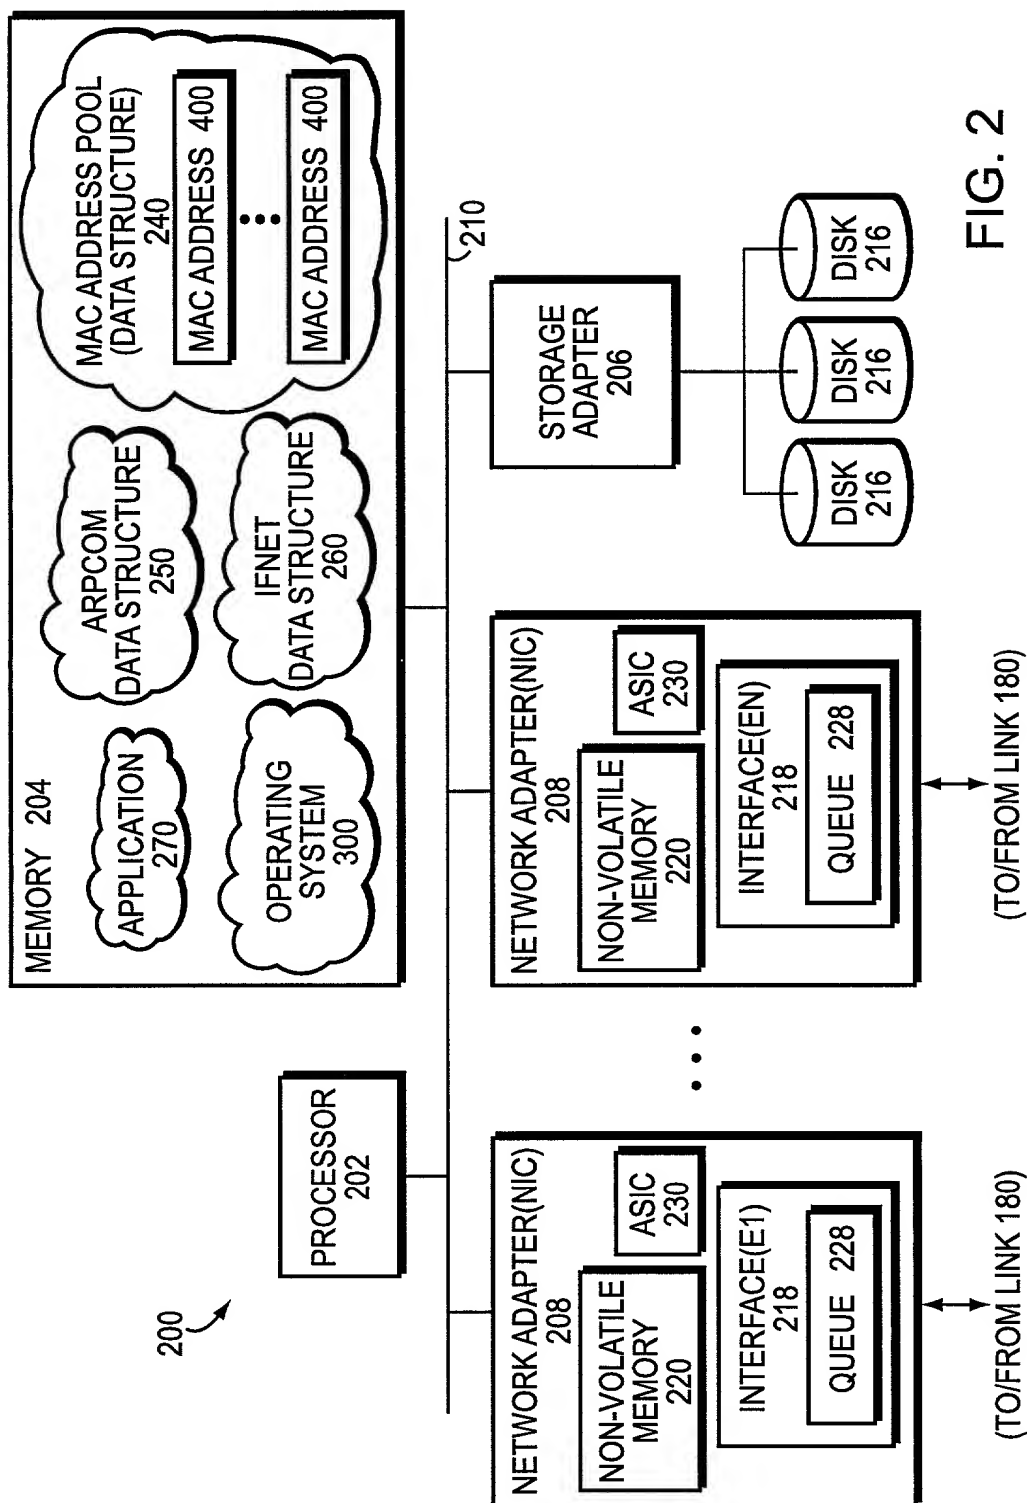 200
PROCESSOR
202
MEMORY 204
APPLICATION
270
OPERATING
SYSTEM
300
ARPCOM
DATA STRUCTURE
250
IFNET
DATA STRUCTURE
260
MAC ADDRESS POOL
(DATA STRUCTURE)
240
MAC ADDRESS 400
MAC ADDRESS 400
210
NETWORK ADAPTER(NIC)
208
NON-VOLATILE
MEMORY
220
ASIC
230
INTERFACE(E1)
218
QUEUE 228
(TO/FROM LINK 180)
NETWORK ADAPTER(NIC)
208
NON-VOLATILE
MEMORY
220
ASIC
230
INTERFACE(EN)
218
QUEUE 228
(TO/FROM LINK 180)
STORAGE
ADAPTER
206
DISK
216
DISK
216
DISK
216
FIG. 2